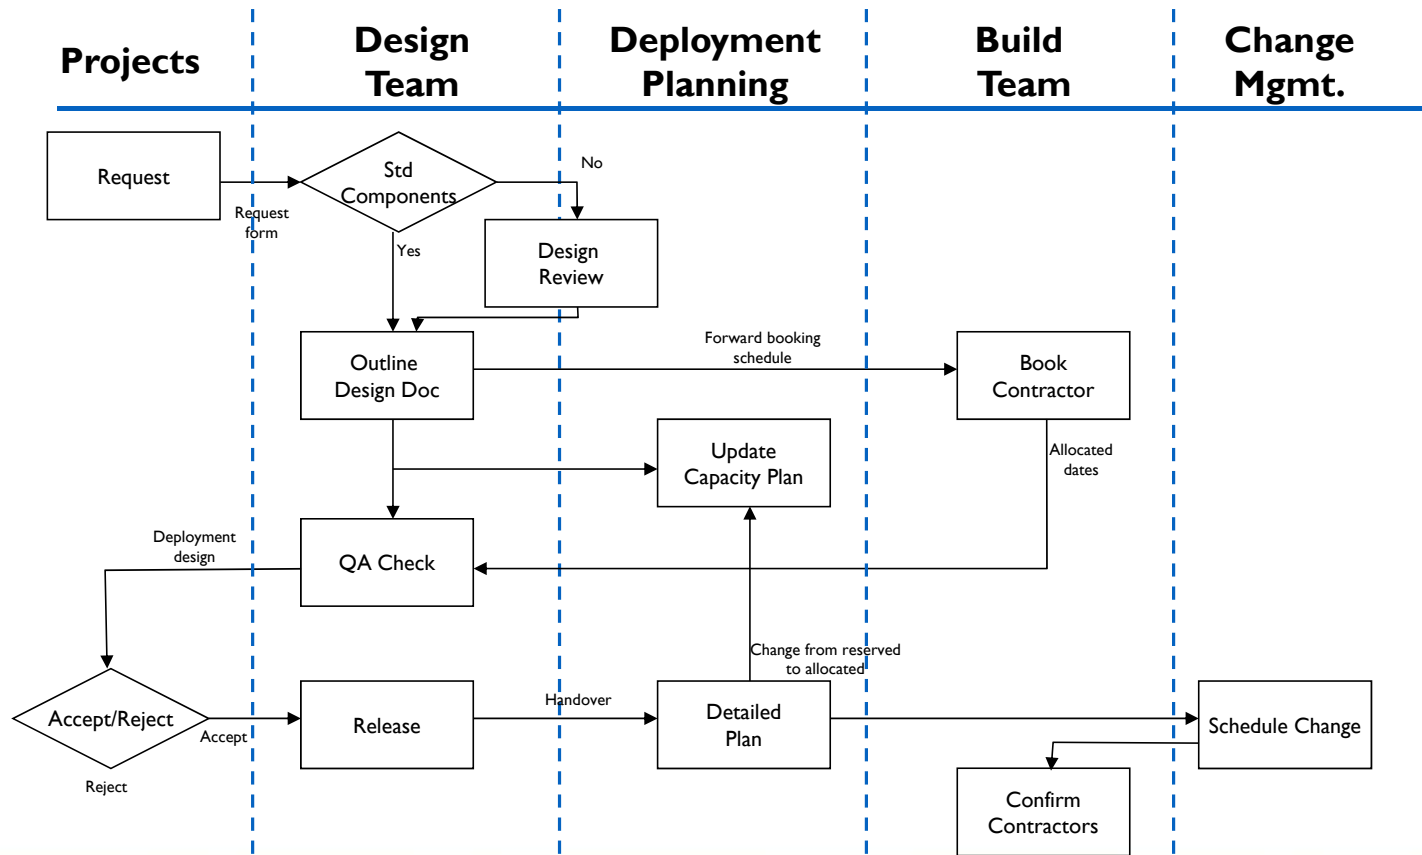 Projects
Design
Team
Deployment
Planning
Build
Team
Change
Mgmt.
Request
Request
form
Std
Components
No
Yes
Design
Review
Outline
Design Doc
Forward booking
schedule
Book
Contractor
Update
Capacity Plan
Allocated
dates
Deployment
design
QA Check
Change from reserved
to allocated
Accept/Reject
Accept
Reject
Release
Handover
Detailed
Plan
Schedule Change
Confirm
Contractors